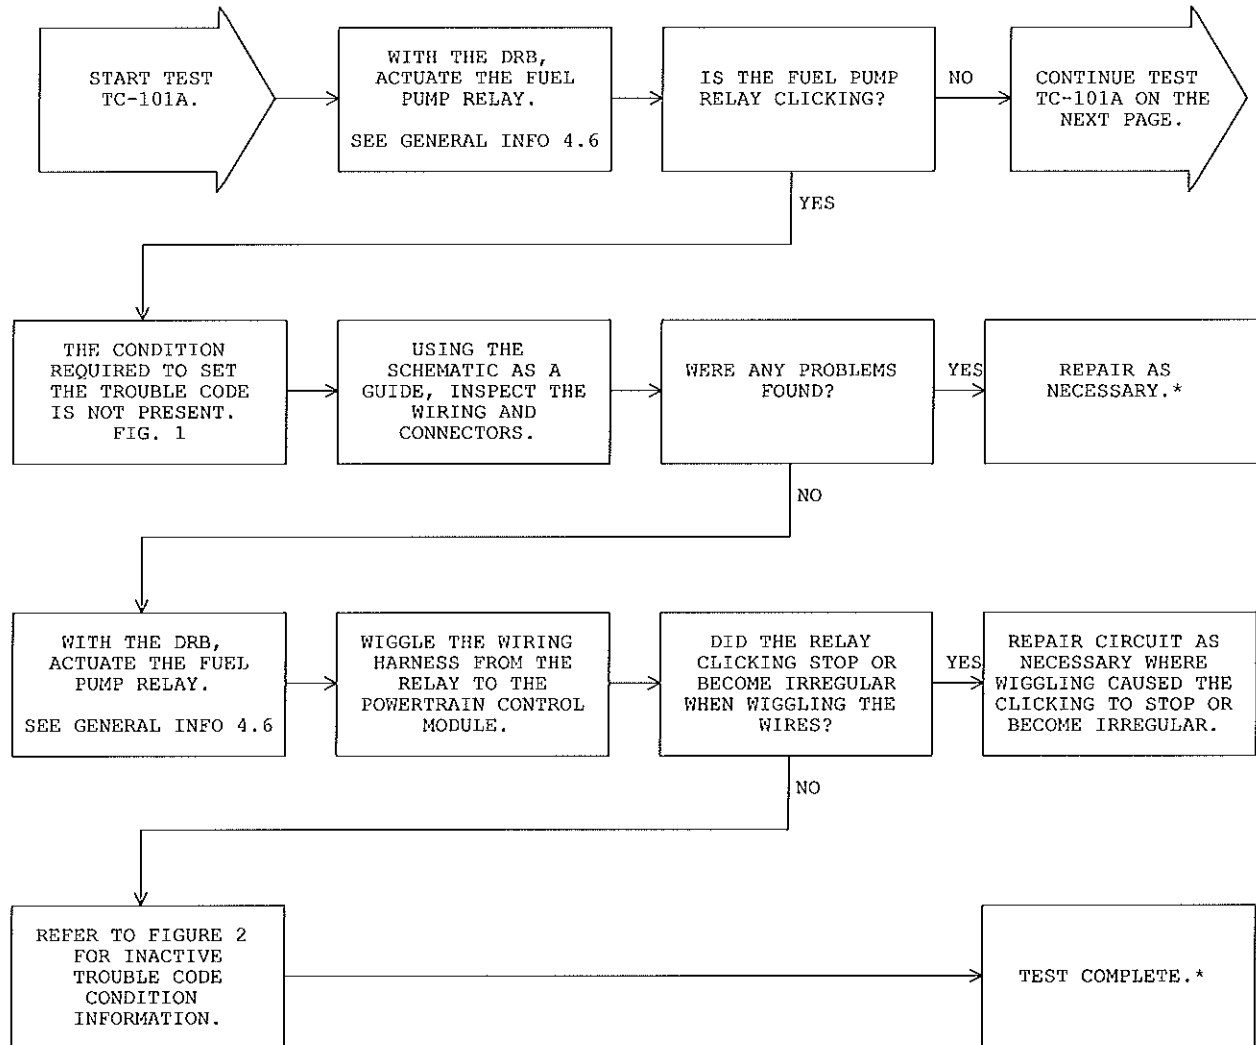 START TEST
TC-101A.
WITH THE DRB,
ACTUATE THE FUEL
PUMP RELAY.
SEE GENERAL INFO 4.6
IS THE FUEL PUMP
RELAY CLICKING?
NO
CONTINUE TEST
TC-101A ON THE
NEXT PAGE.
YES
THE CONDITION
REQUIRED TO SET
THE TROUBLE CODE
IS NOT PRESENT.
FIG. 1
USING THE
SCHEMATIC AS A
GUIDE, INSPECT THE
WIRING AND
CONNECTORS.
WERE ANY PROBLEMS
FOUND?
YES
REPAIR AS
NECESSARY.*
NO
WITH THE DRB,
ACTUATE THE FUEL
PUMP RELAY.
SEE GENERAL INFO 4.6
WIGGLE THE WIRING
HARNESS FROM THE
RELAY TO THE
POWERTRAIN CONTROL
MODULE.
DID THE RELAY
CLICKING STOP OR
BECOME IRREGULAR
WHEN WIGGLING THE
WIRES?
YES
REPAIR CIRCUIT AS
NECESSARY WHERE
WIGGLING CAUSED THE
CLICKING TO STOP OR
BECOME IRREGULAR.
NO
REFER TO FIGURE 2
FOR INACTIVE
TROUBLE CODE
CONDITION
INFORMATION.
TEST COMPLETE.*